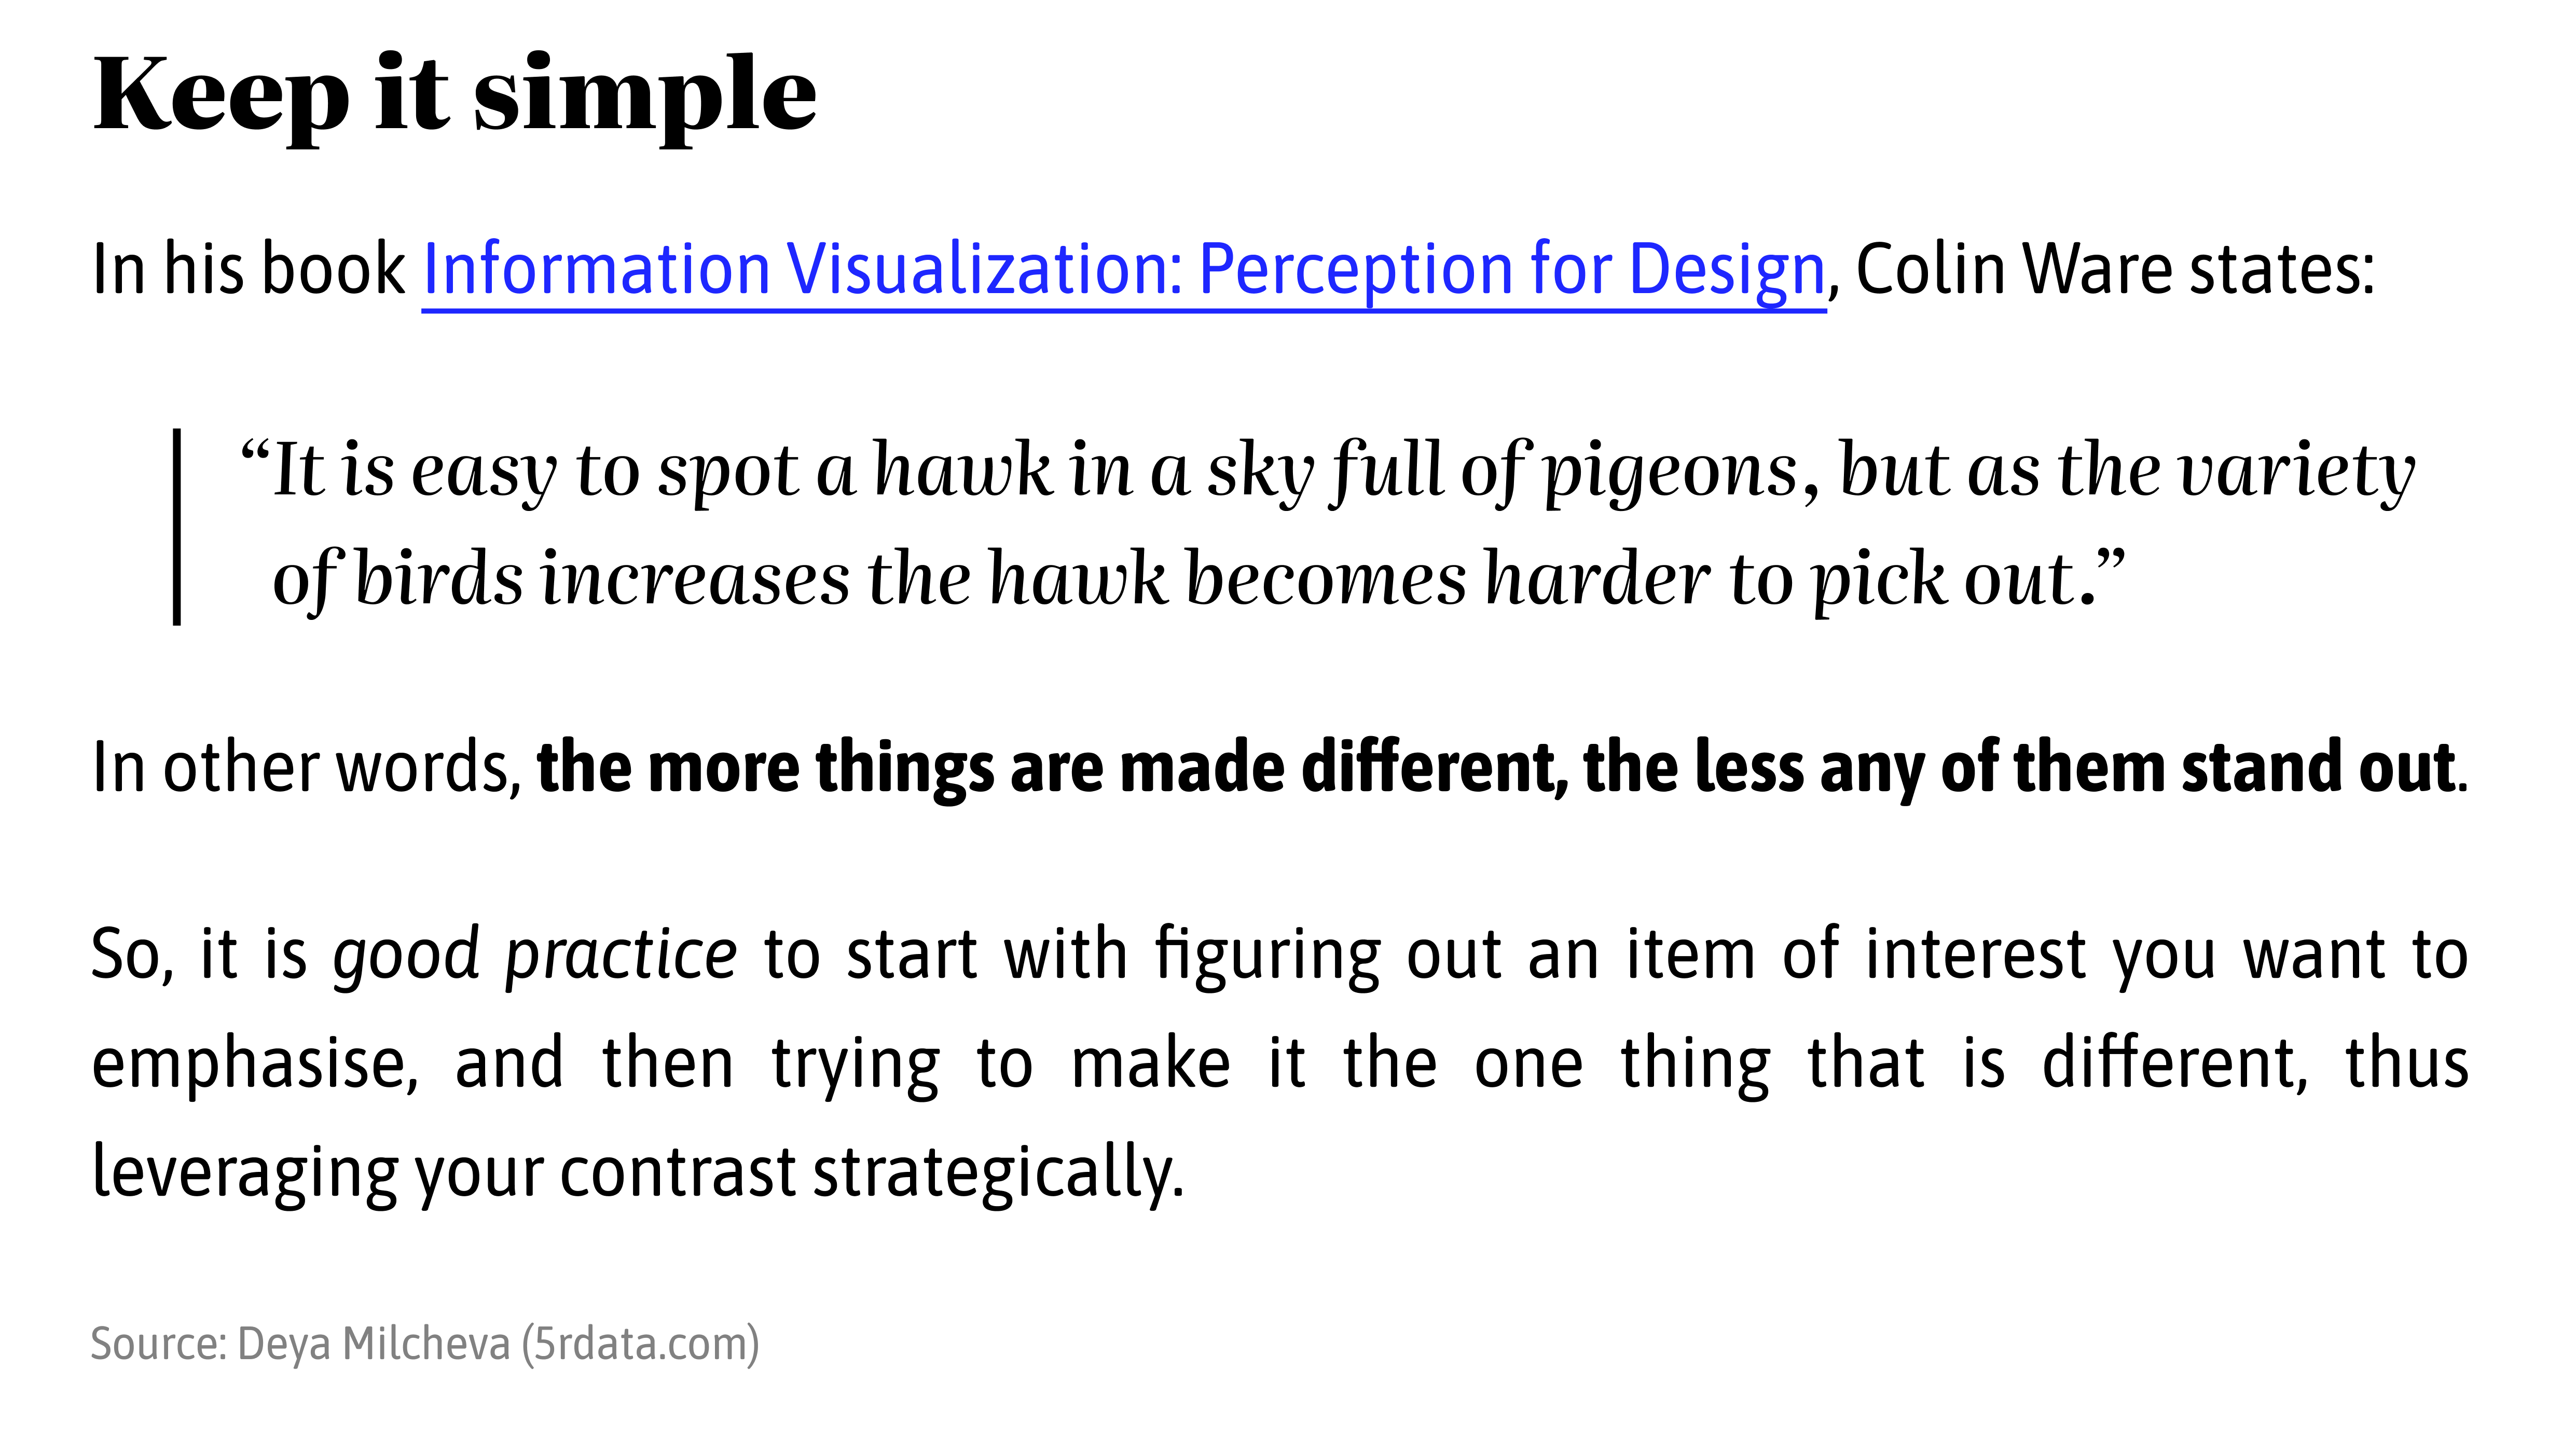 Keep it simple
In his book Information Visualization: Perception for Design, Colin Ware states:
“It is easy to spot a hawk in a sky full of pigeons, but as the variety
of birds increases the hawk becomes harder to pick out.”
In other words, the more things are made different, the less any of them stand out.
So, it is good practice to start with figuring out an item of interest you want to
emphasise, and then trying to make it the one thing that is different, thus
leveraging your contrast strategically.
Source: Deya Milcheva (5rdata.com)